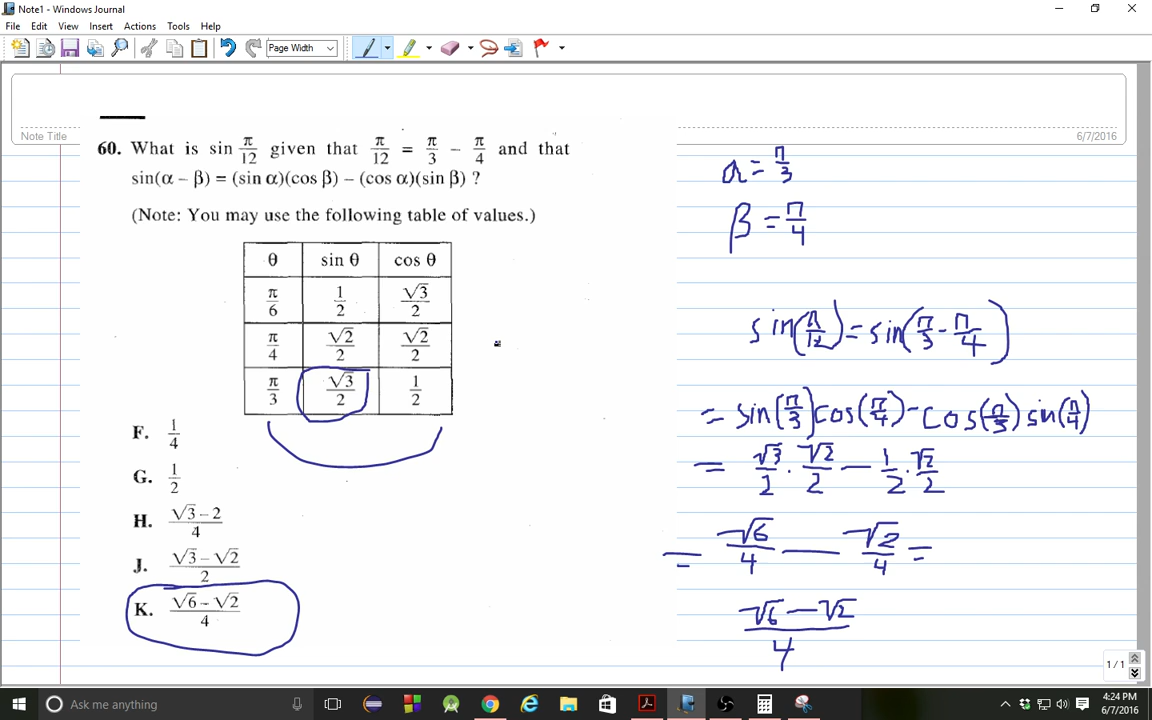 Note1 - Windows Journal
File Edit View Insert Actions Tools Help
Page Width
Note Title
6/7/2016
60. What is sin π/12 given that π/12 = π/3 − π/4 and that
sin(α − β) = (sin α)(cos β) − (cos α)(sin β) ?
(Note: You may use the following table of values.)
θ sin θ cos θ
π/6 1/2 √3/2
π/4 √2/2 √2/2
π/3 √3/2 1/2
F. 1/4
G. 1/2
H. √3 − 2/4
J. √3 − √2/2
K. √6 − √2/4
α = π/3
β = π/4
sin(π/12) = sin(π/3 - π/4)
= sin(π/3)cos(π/4) - cos(π/3)sin(π/4)
= √3/2 · √2/2 − 1/2 · √2/2
= √6/4 − √2/4 =
√6 − √2/4
1 / 1
Ask me anything
4:24 PM
6/7/2016